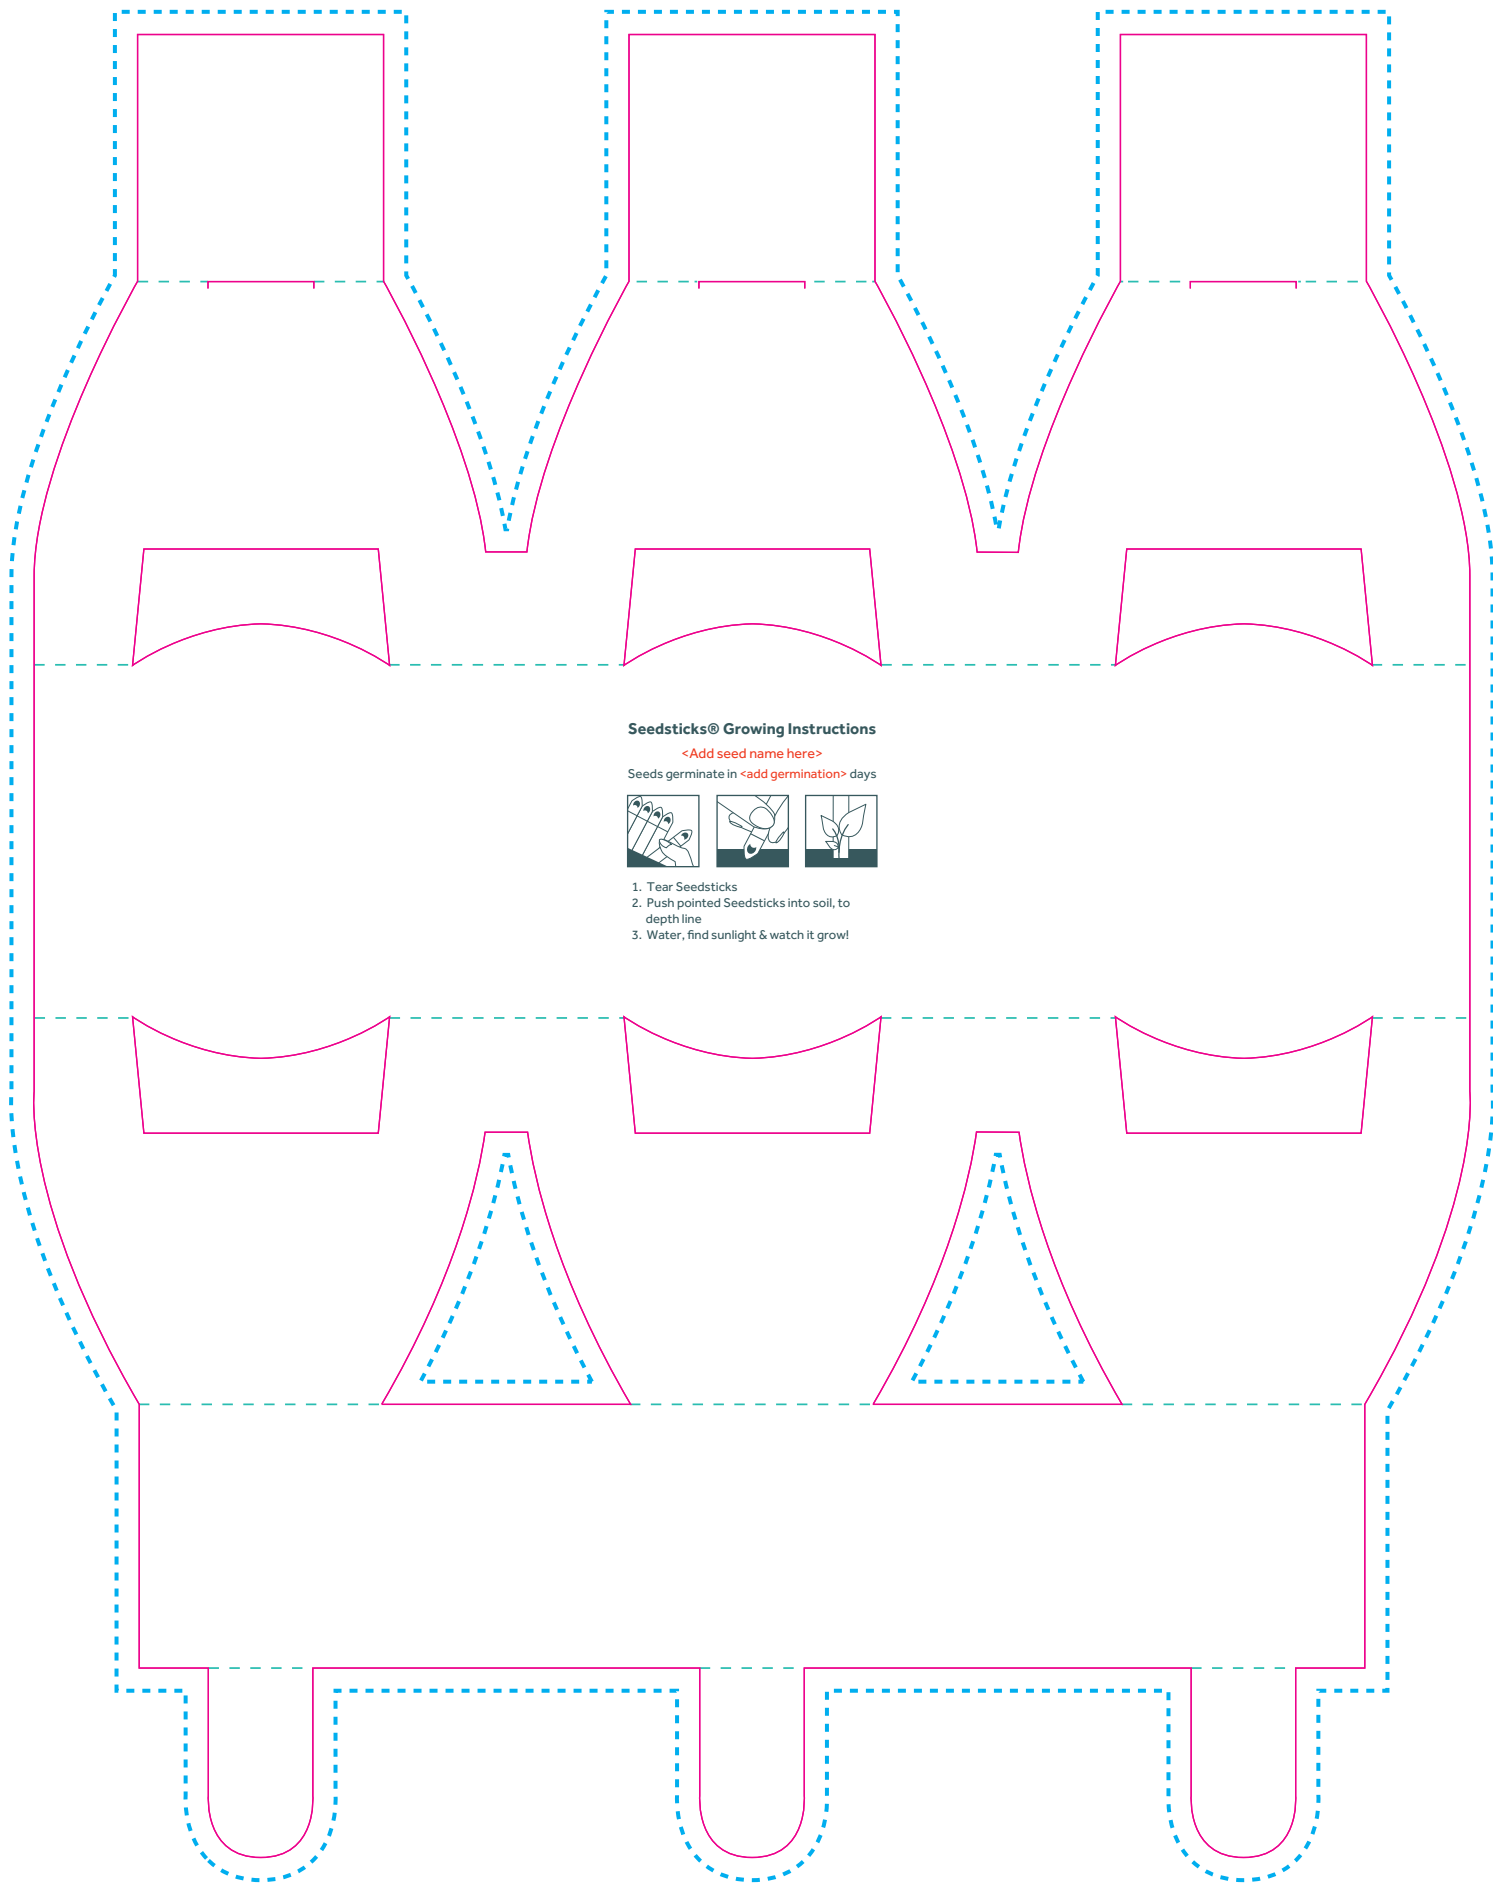 Seedsticks® Growing Instructions
<Add seed name here>
Seeds germinate in <add germination> days
1. Tear Seedsticks
2. Push pointed Seedsticks into soil, to
depth line
3. Water, find sunlight & watch it grow!